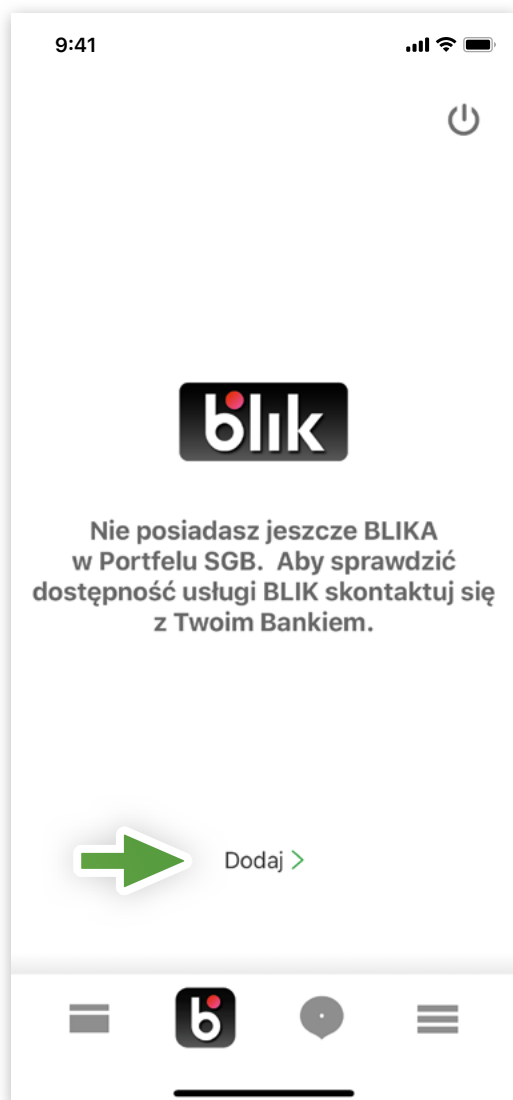 9:41
blik
Nie posiadasz jeszcze BLIKA
w Portfelu SGB.  Aby sprawdzić
dostępność usługi BLIK skontaktuj się
z Twoim Bankiem.
Dodaj >
b